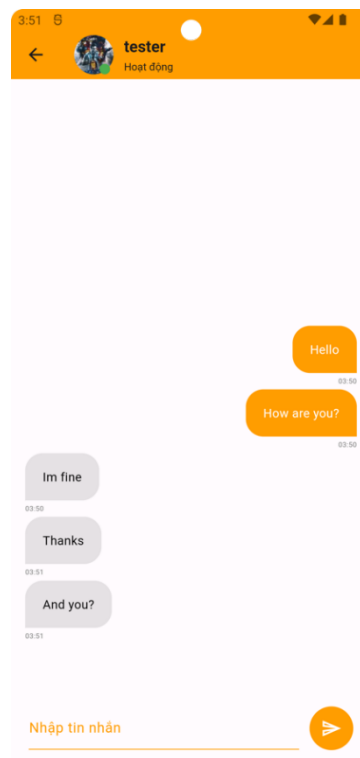 3:51
tester
Hoạt động
Hello
03:50
How are you?
03:50
Im fine
03:50
Thanks
03:51
And you?
03:51
Nhập tin nhắn